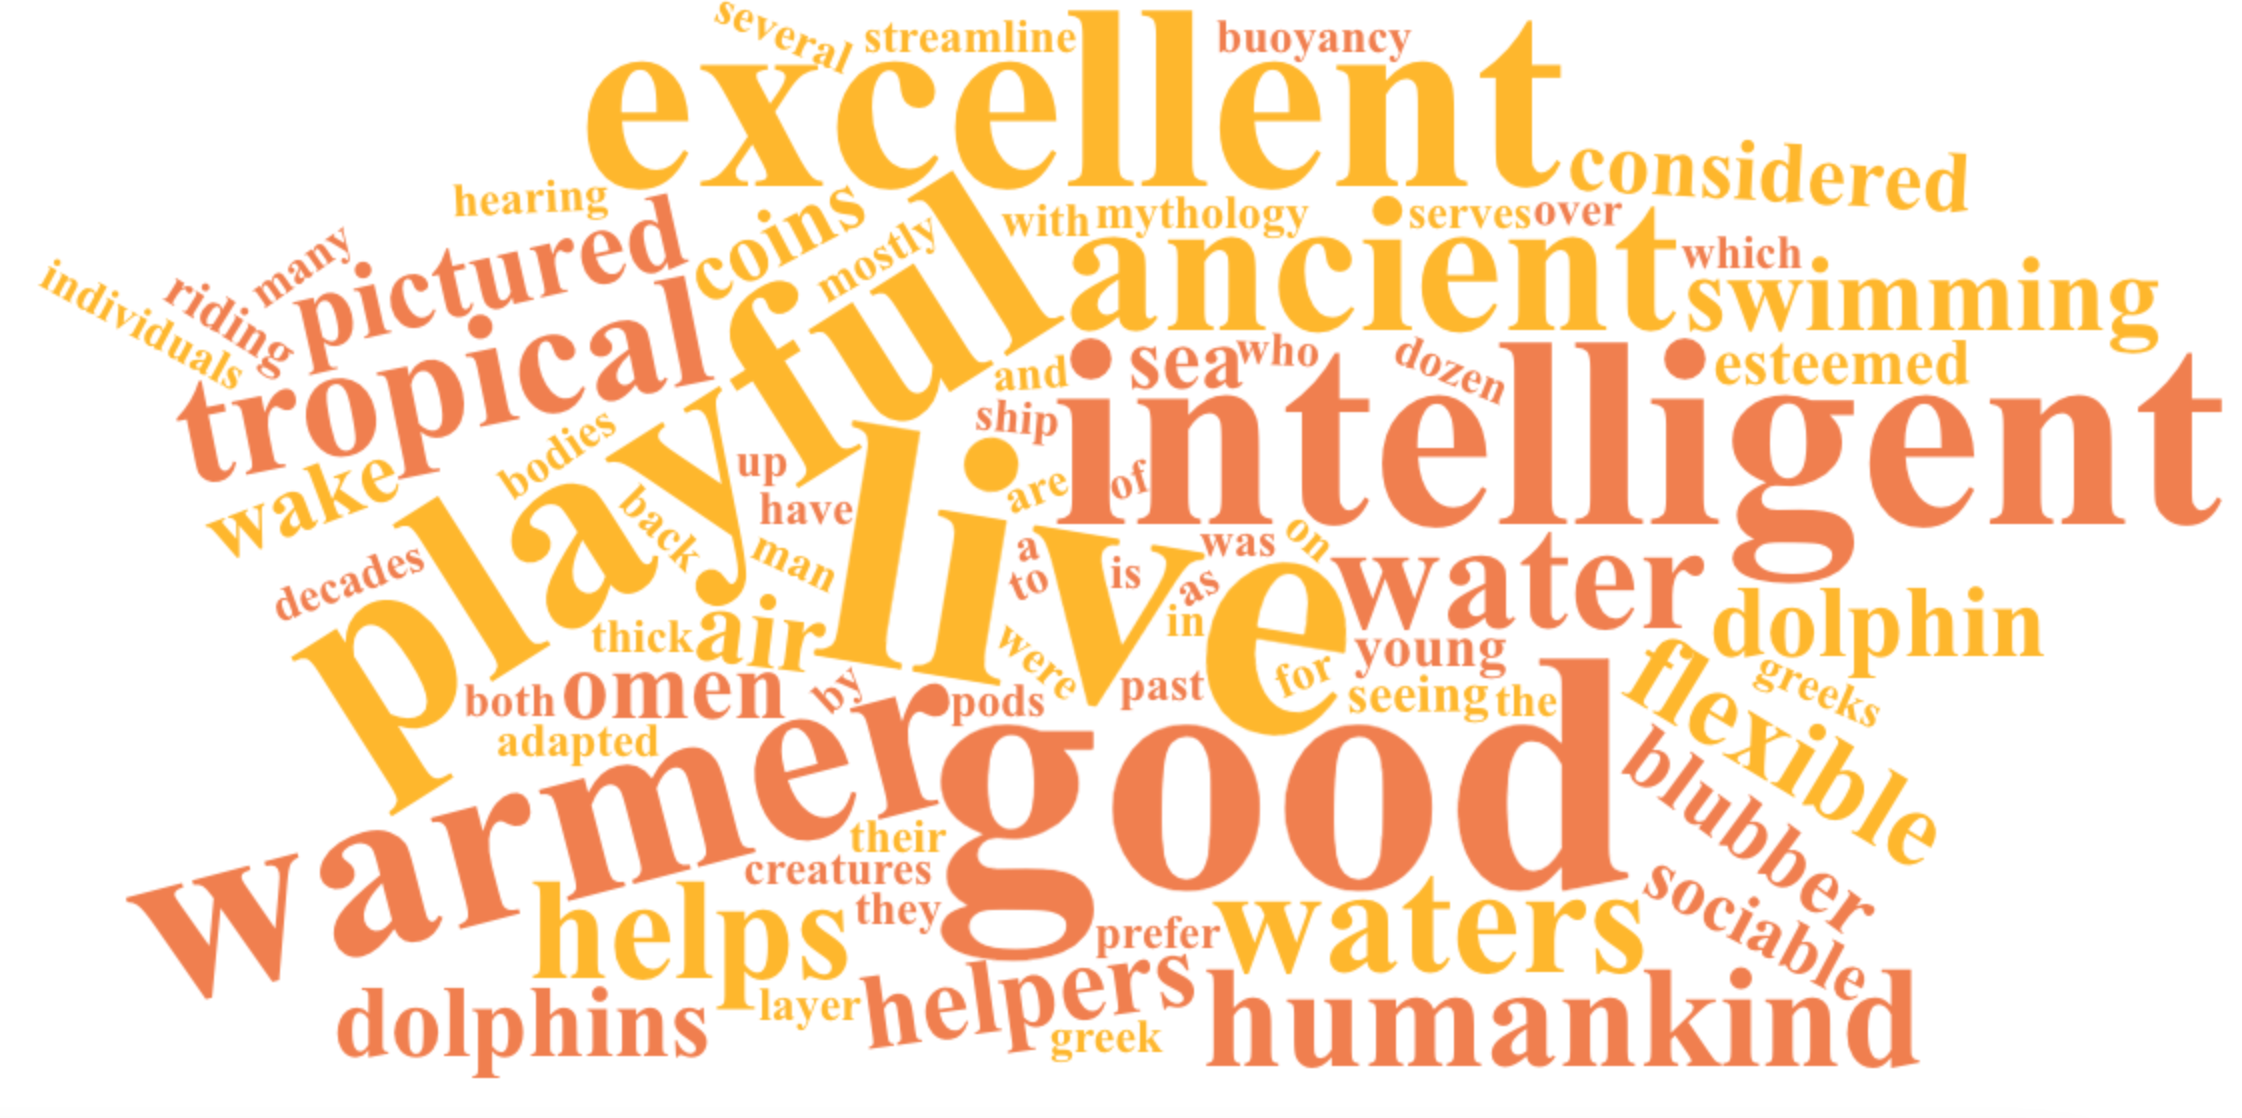 several
streamline
buoyancy
excellent
considered
hearing
coins
mostly
with
mythology
serves
over
ancient
which
swimming
many
riding
individuals
pictured
tropical
playful
and
sea
who
dozen
esteemed
ship
intelligent
wake
bodies
up
have
back
man
live
are
of
decades
a
to
is
was
as
on
in
water
dolphin
thick
air
were
for
young
flexible
greeks
both
omen
by
pods
past
seeing
the
adapted
warmer
good
blubber
their
creatures
they
sociable
helps
prefer
waters
dolphins
layer
helpers
greek
humankind